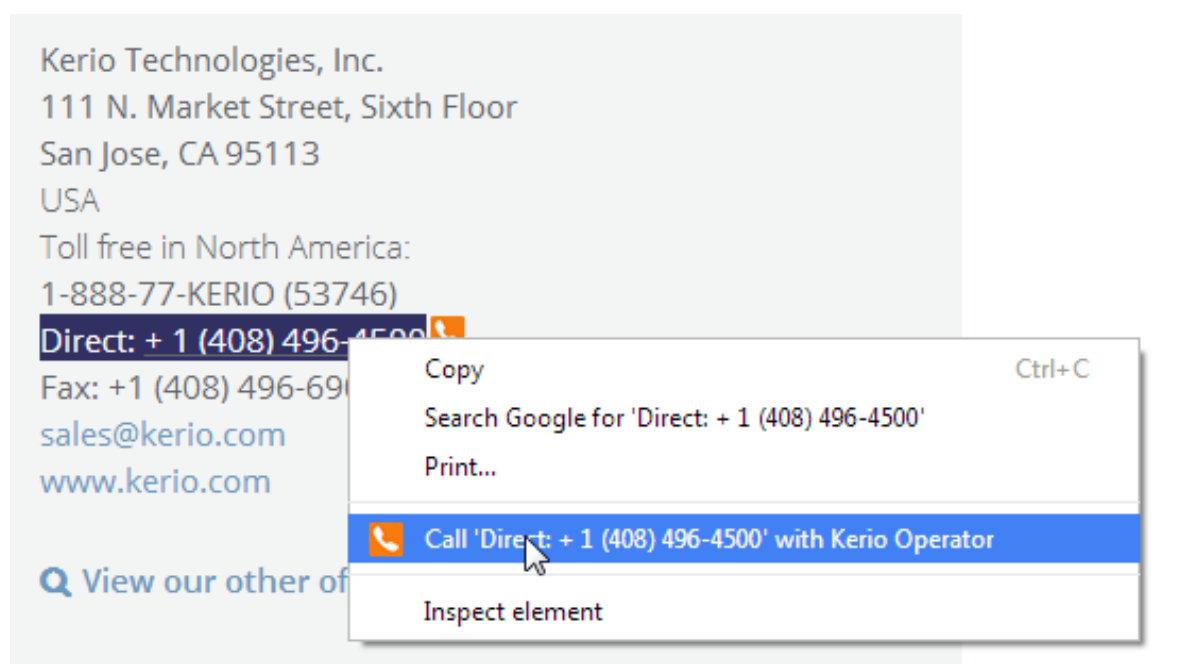 Kerio Technologies, Inc.
111 N. Market Street, Sixth Floor
San Jose, CA 95113
USA
Toll free in North America:
1-888-77-KERIO (53746)
Direct: + 1 (408) 496-4500
Fax: +1 (408) 496-69
sales@kerio.com
www.kerio.com
View our other of
Copy Ctrl+C
Search Google for 'Direct: + 1 (408) 496-4500'
Print...
Call 'Direct: + 1 (408) 496-4500' with Kerio Operator
Inspect element